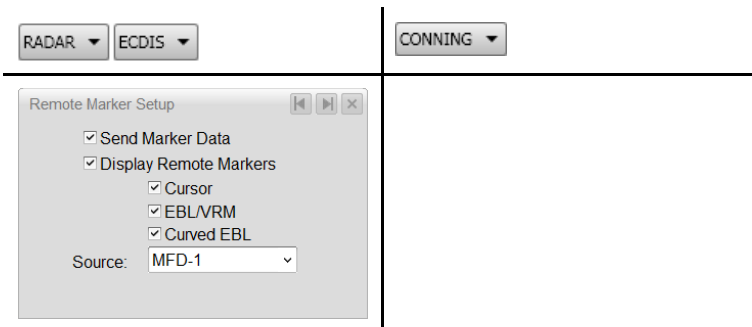 RADAR ECDIS CONNING
Remote Marker Setup
Send Marker Data
Display Remote Markers
Cursor
EBL/VRM
Curved EBL
Source: MFD-1